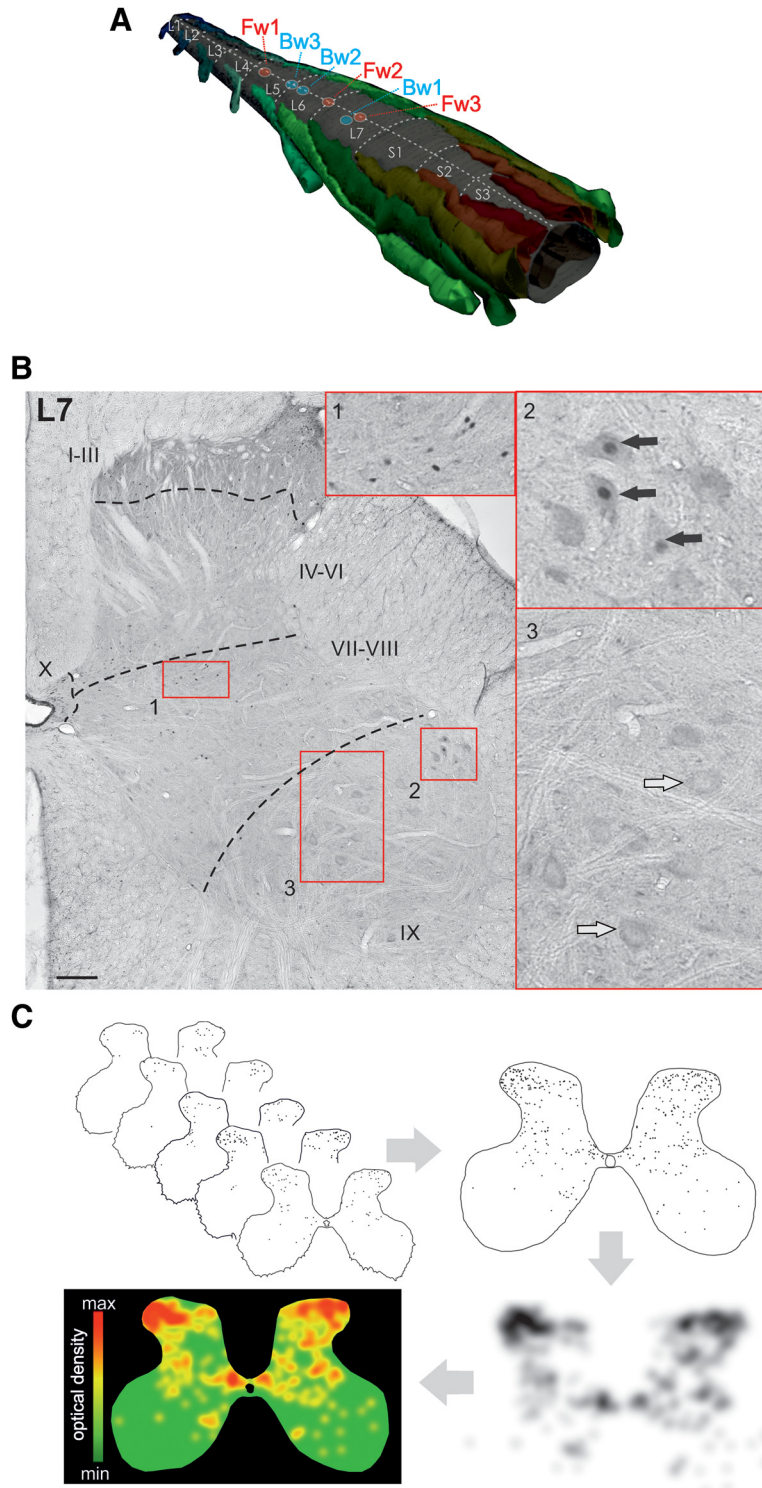 A
Fw1
Bw3
Bw2
Fw2
Bw1
Fw3
L1
L2
L3
L4
L5
L6
L7
S1
S2
S3
B
L7
I-III
IV-VI
VII-VIII
X
IX
1
2
3
1
2
3
C
max
optical density
min